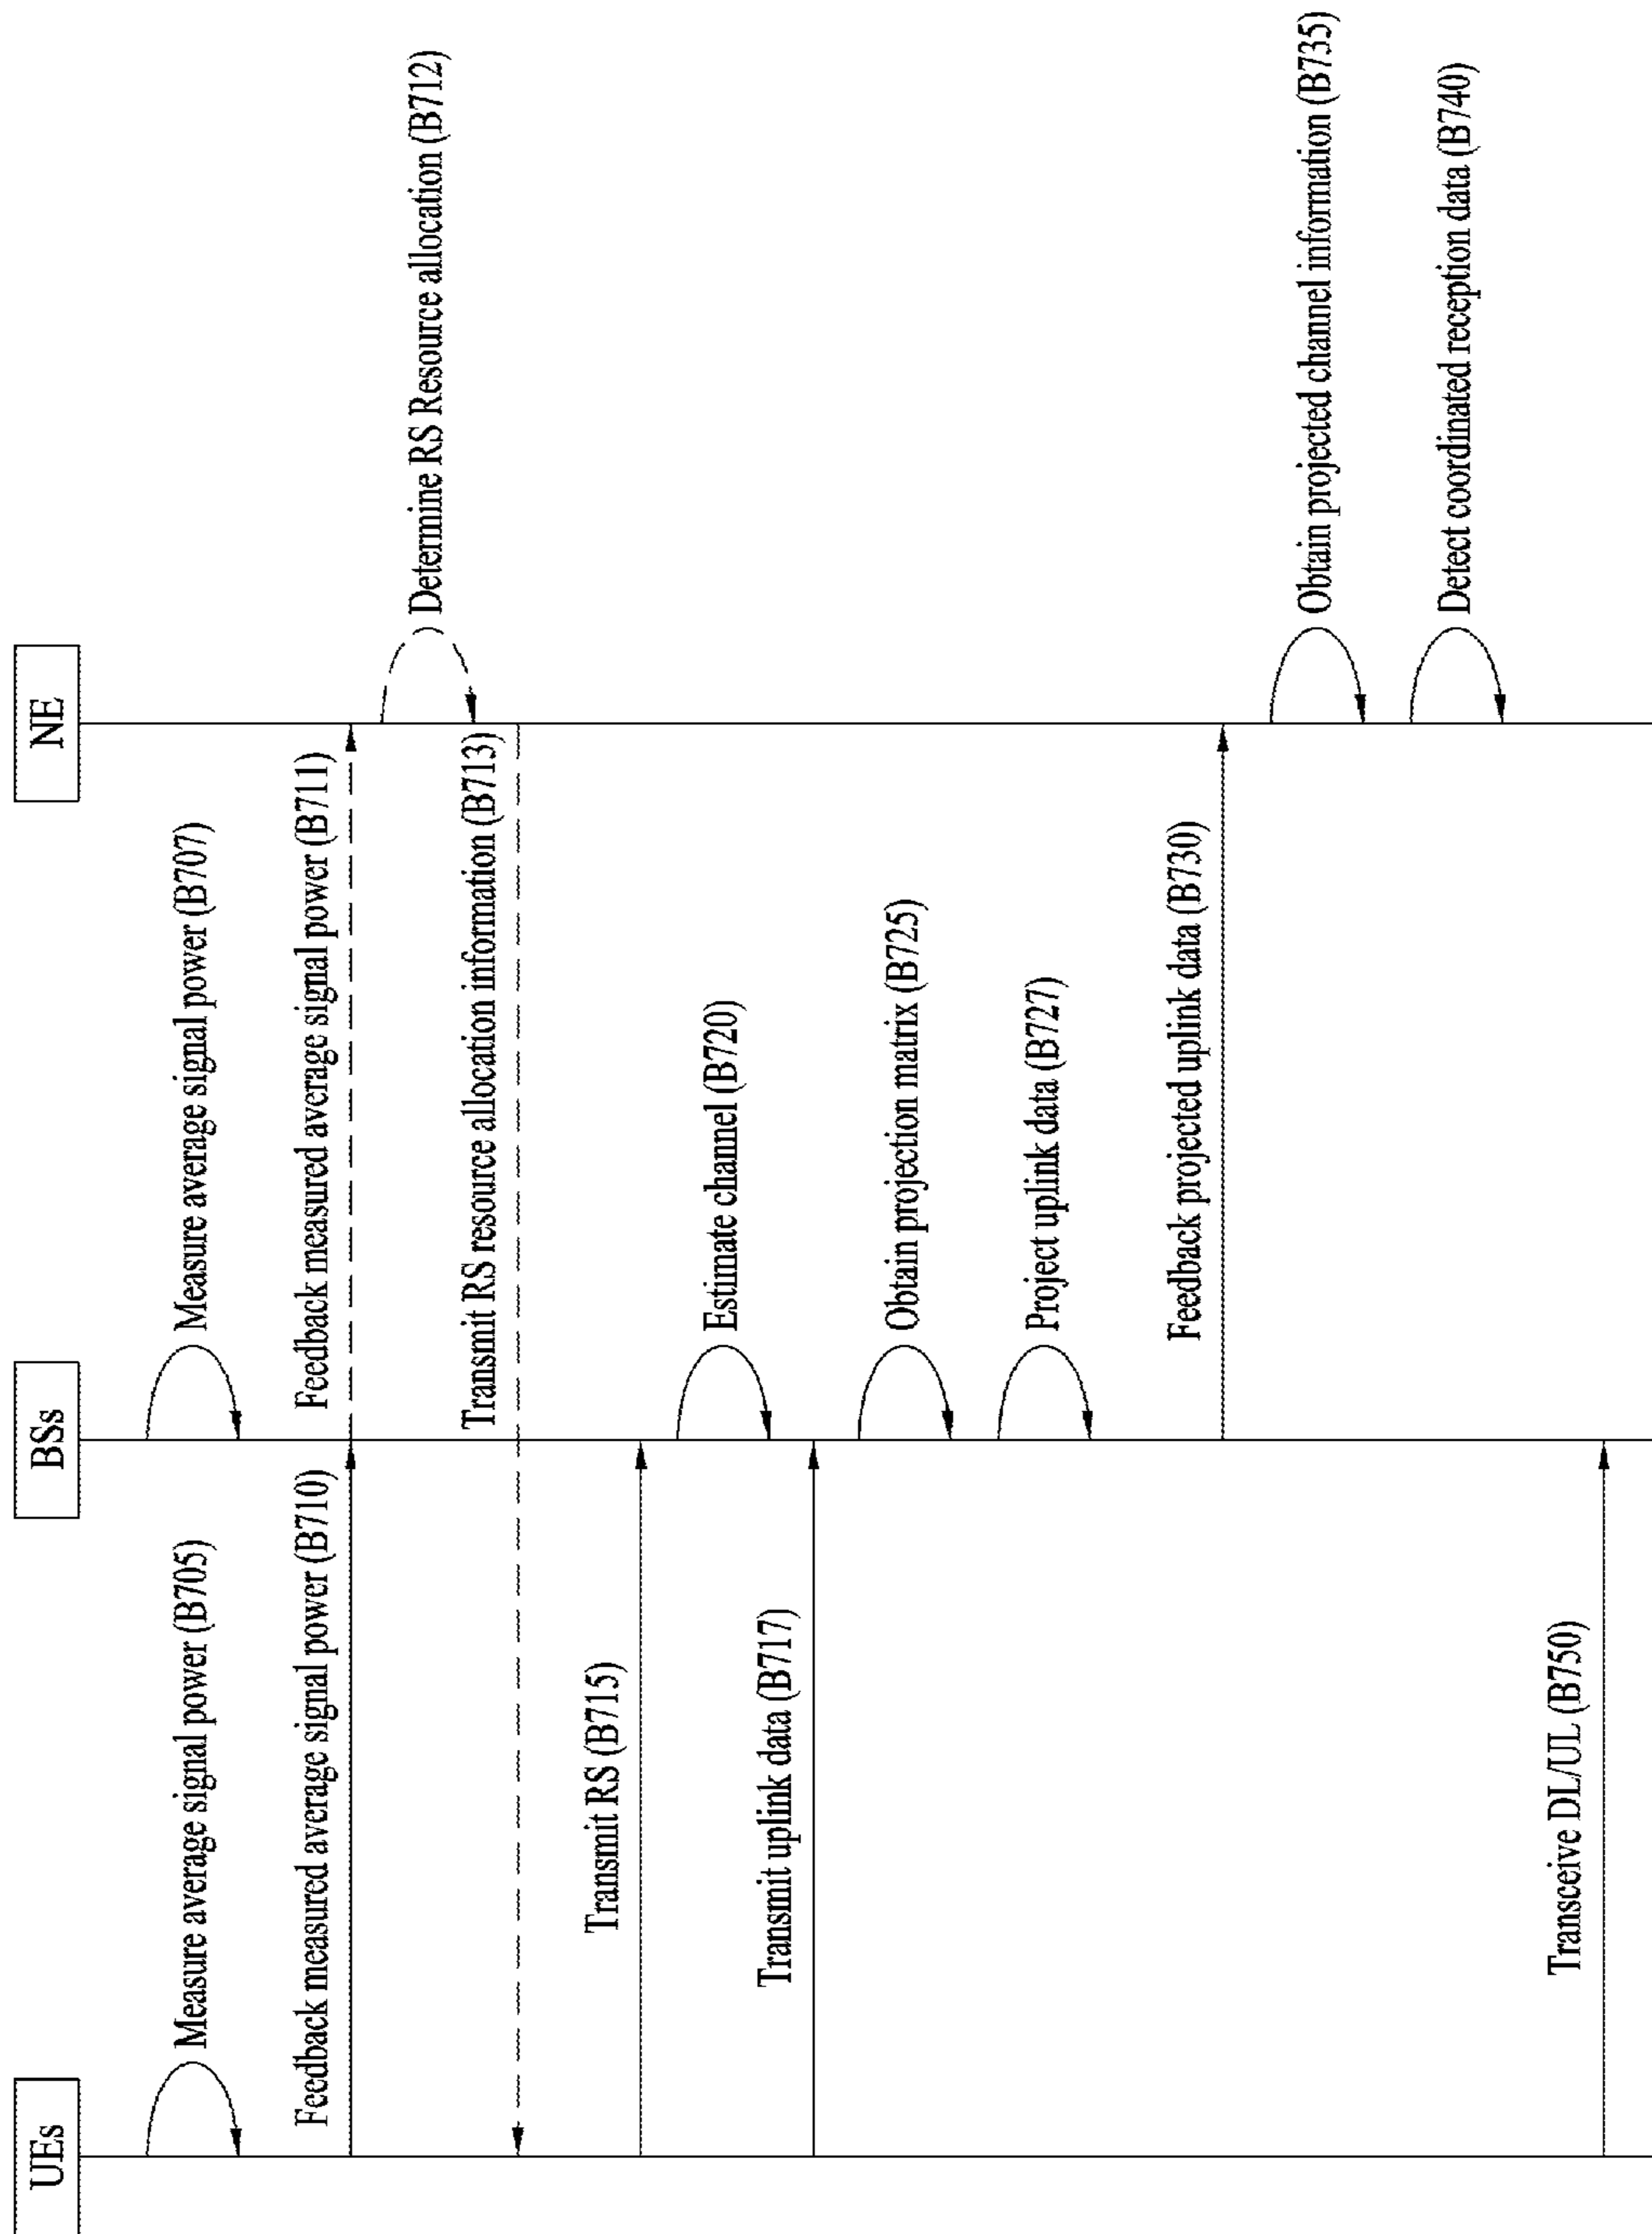 UEs
BSs
NE
Measure average signal power (B705)
Measure average signal power (B707)
Feedback measured average signal power (B710)
Feedback measured average signal power (B711)
Determine RS Resource allocation (B712)
Transmit RS resource allocation information (B713)
Transmit RS (B715)
Estimate channel (B720)
Transmit uplink data (B717)
Obtain projection matrix (B725)
Project uplink data (B727)
Feedback projected uplink data (B730)
Obtain projected channel information (B735)
Detect coordinated reception data (B740)
Transceive DL/UL (B750)